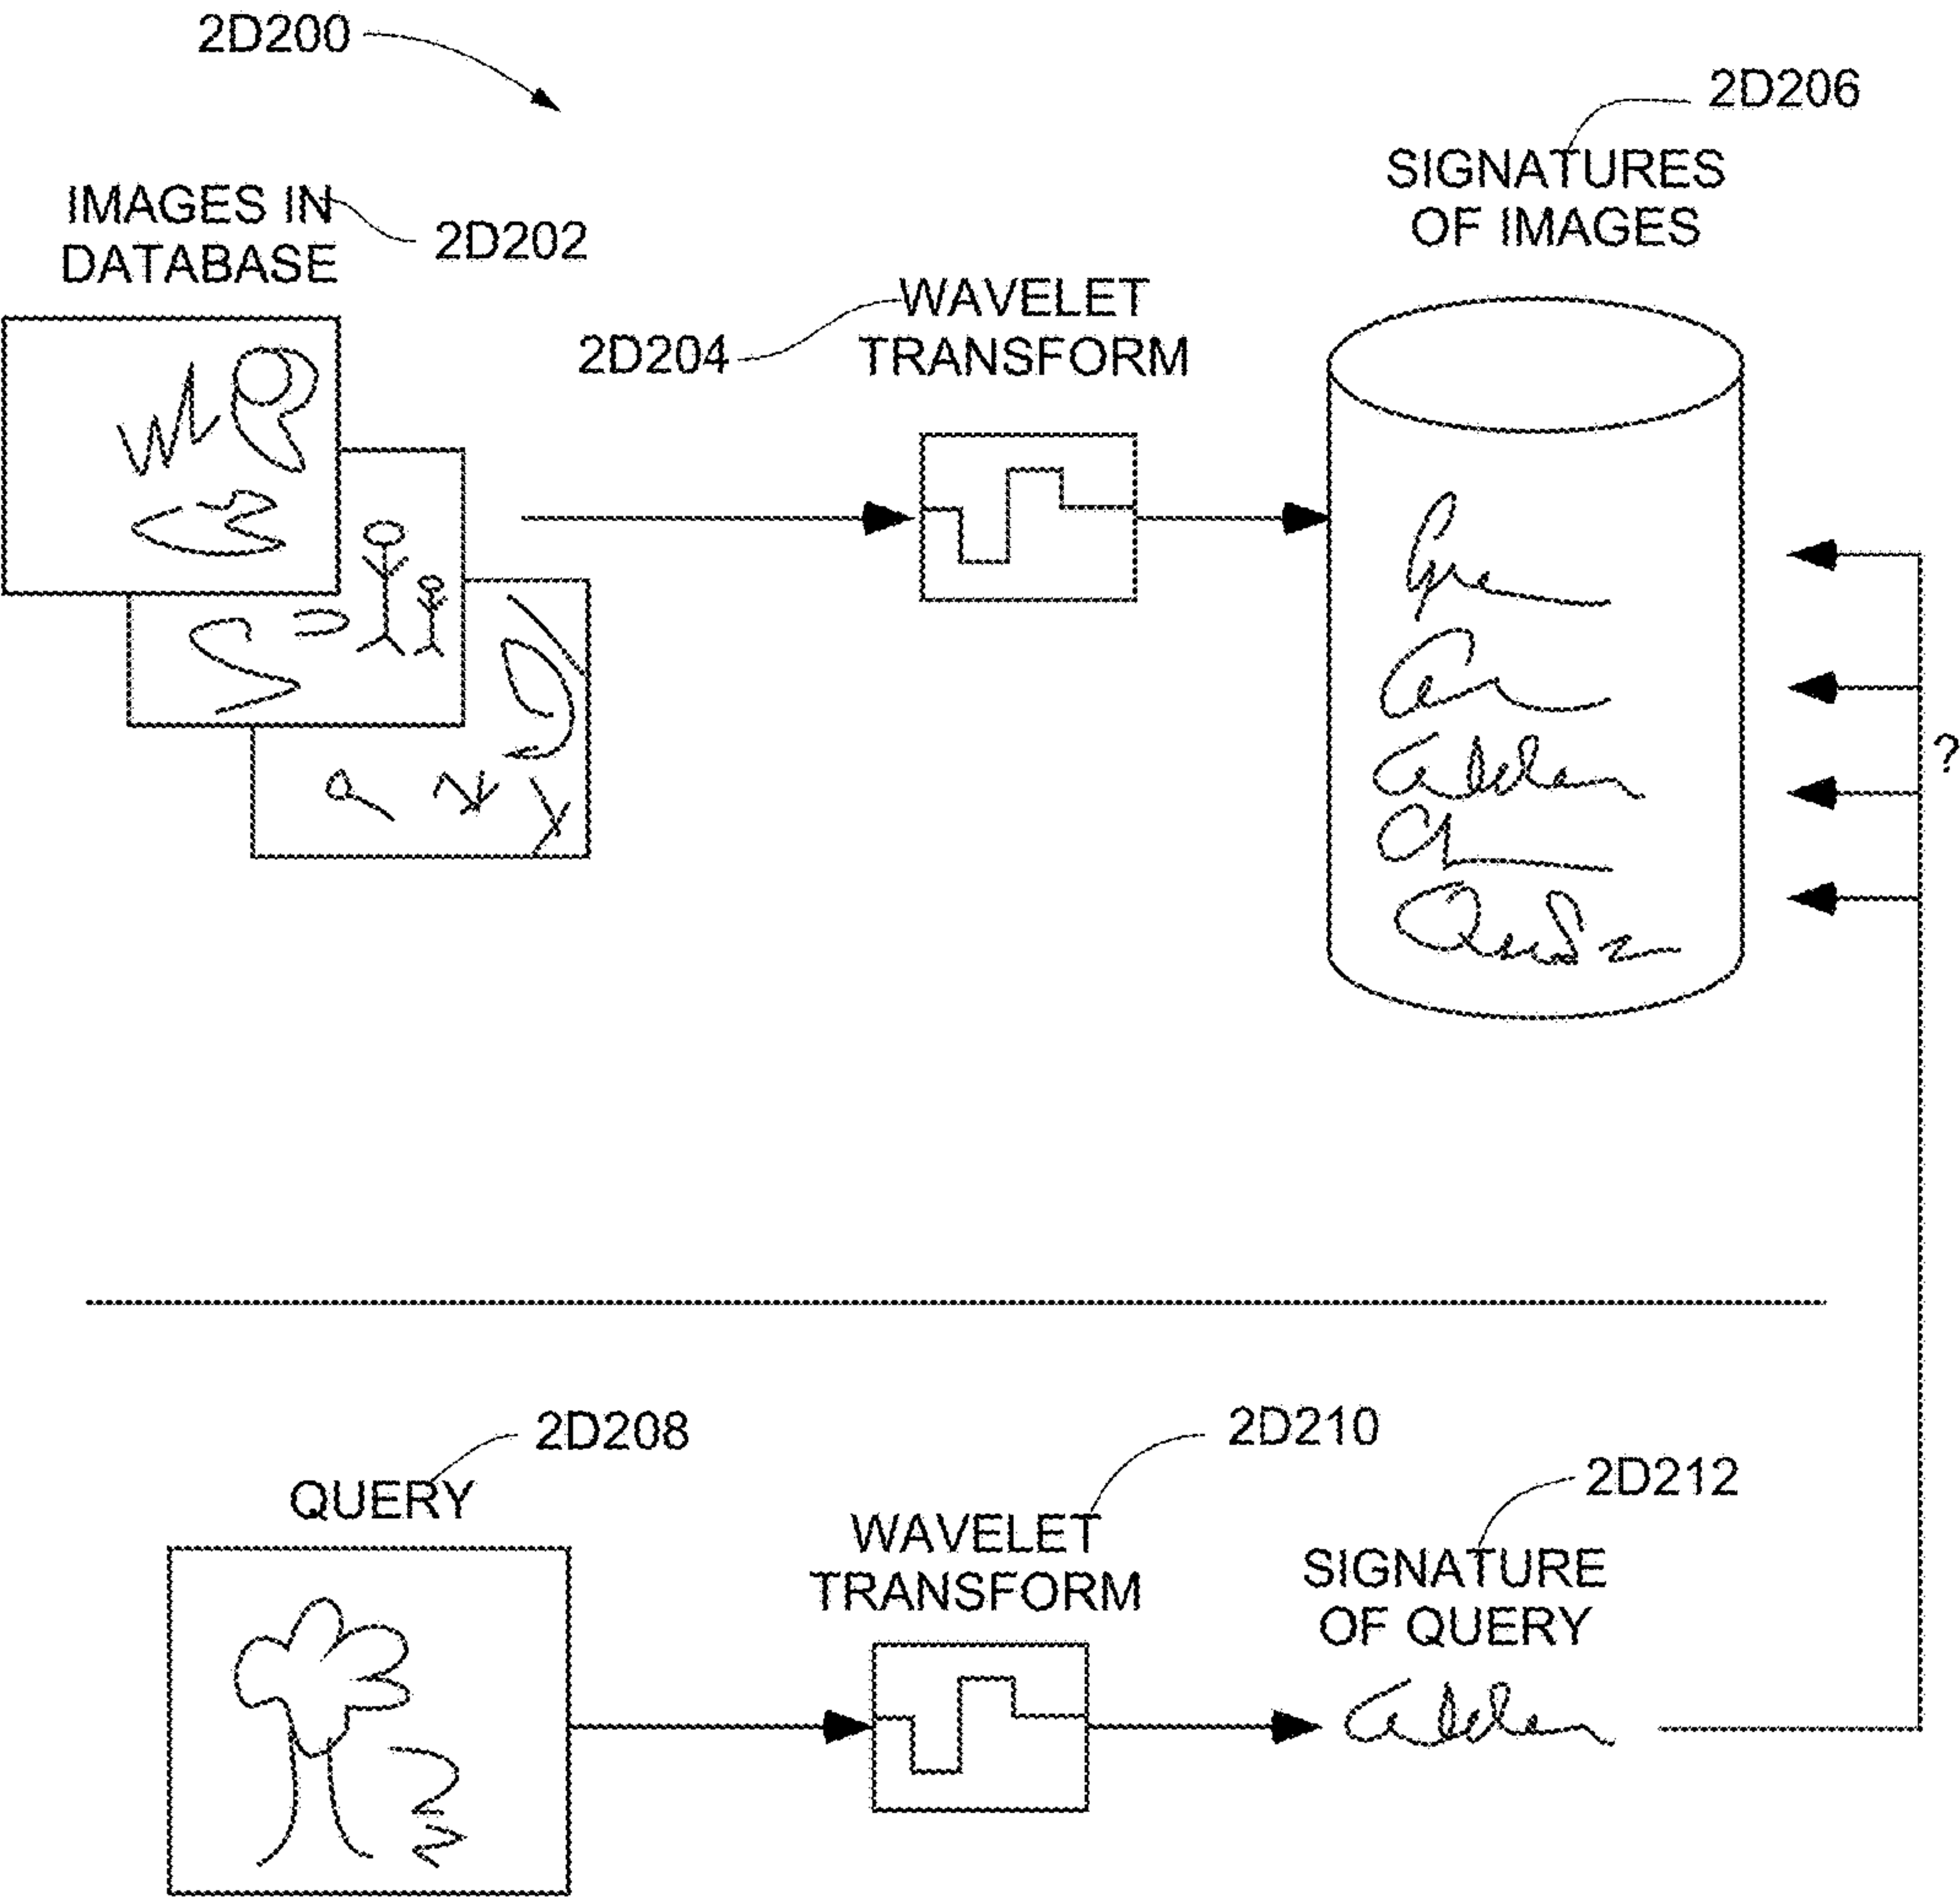 2D200
2D206
SIGNATURES
OF IMAGES
IMAGES IN
DATABASE
2D202
WAVELET
TRANSFORM
2D204
?
2D208
QUERY
2D210
WAVELET
TRANSFORM
2D212
SIGNATURE
OF QUERY